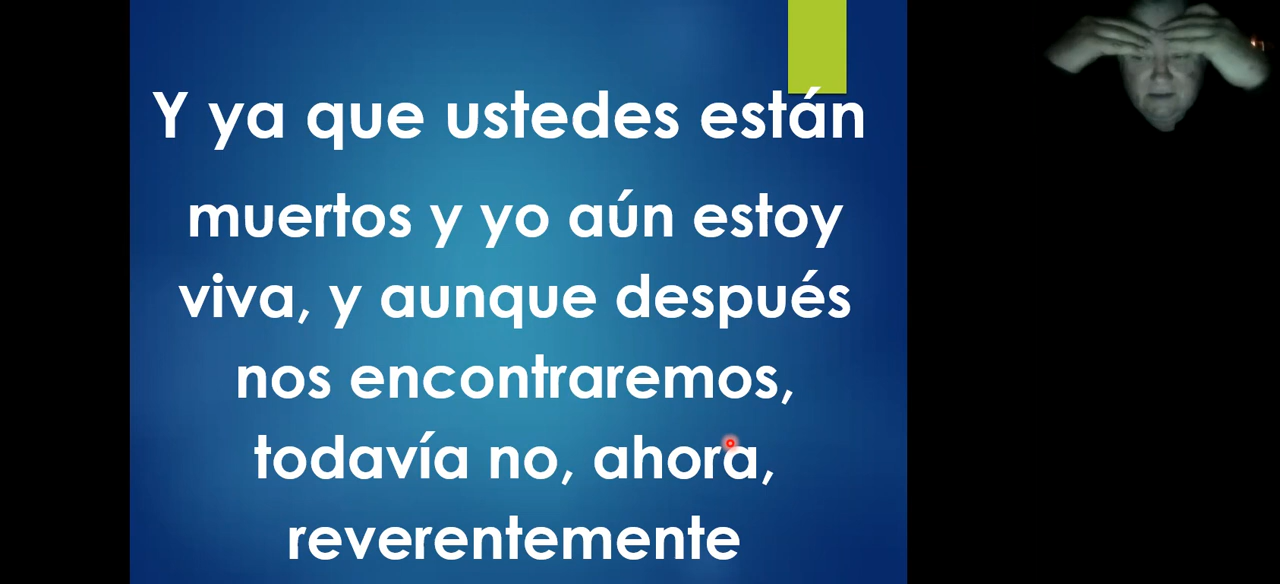 Y ya que ustedes están
muertos y yo aún estoy
viva, y aunque después
nos encontraremos,
todavía no, ahora,
reverentemente